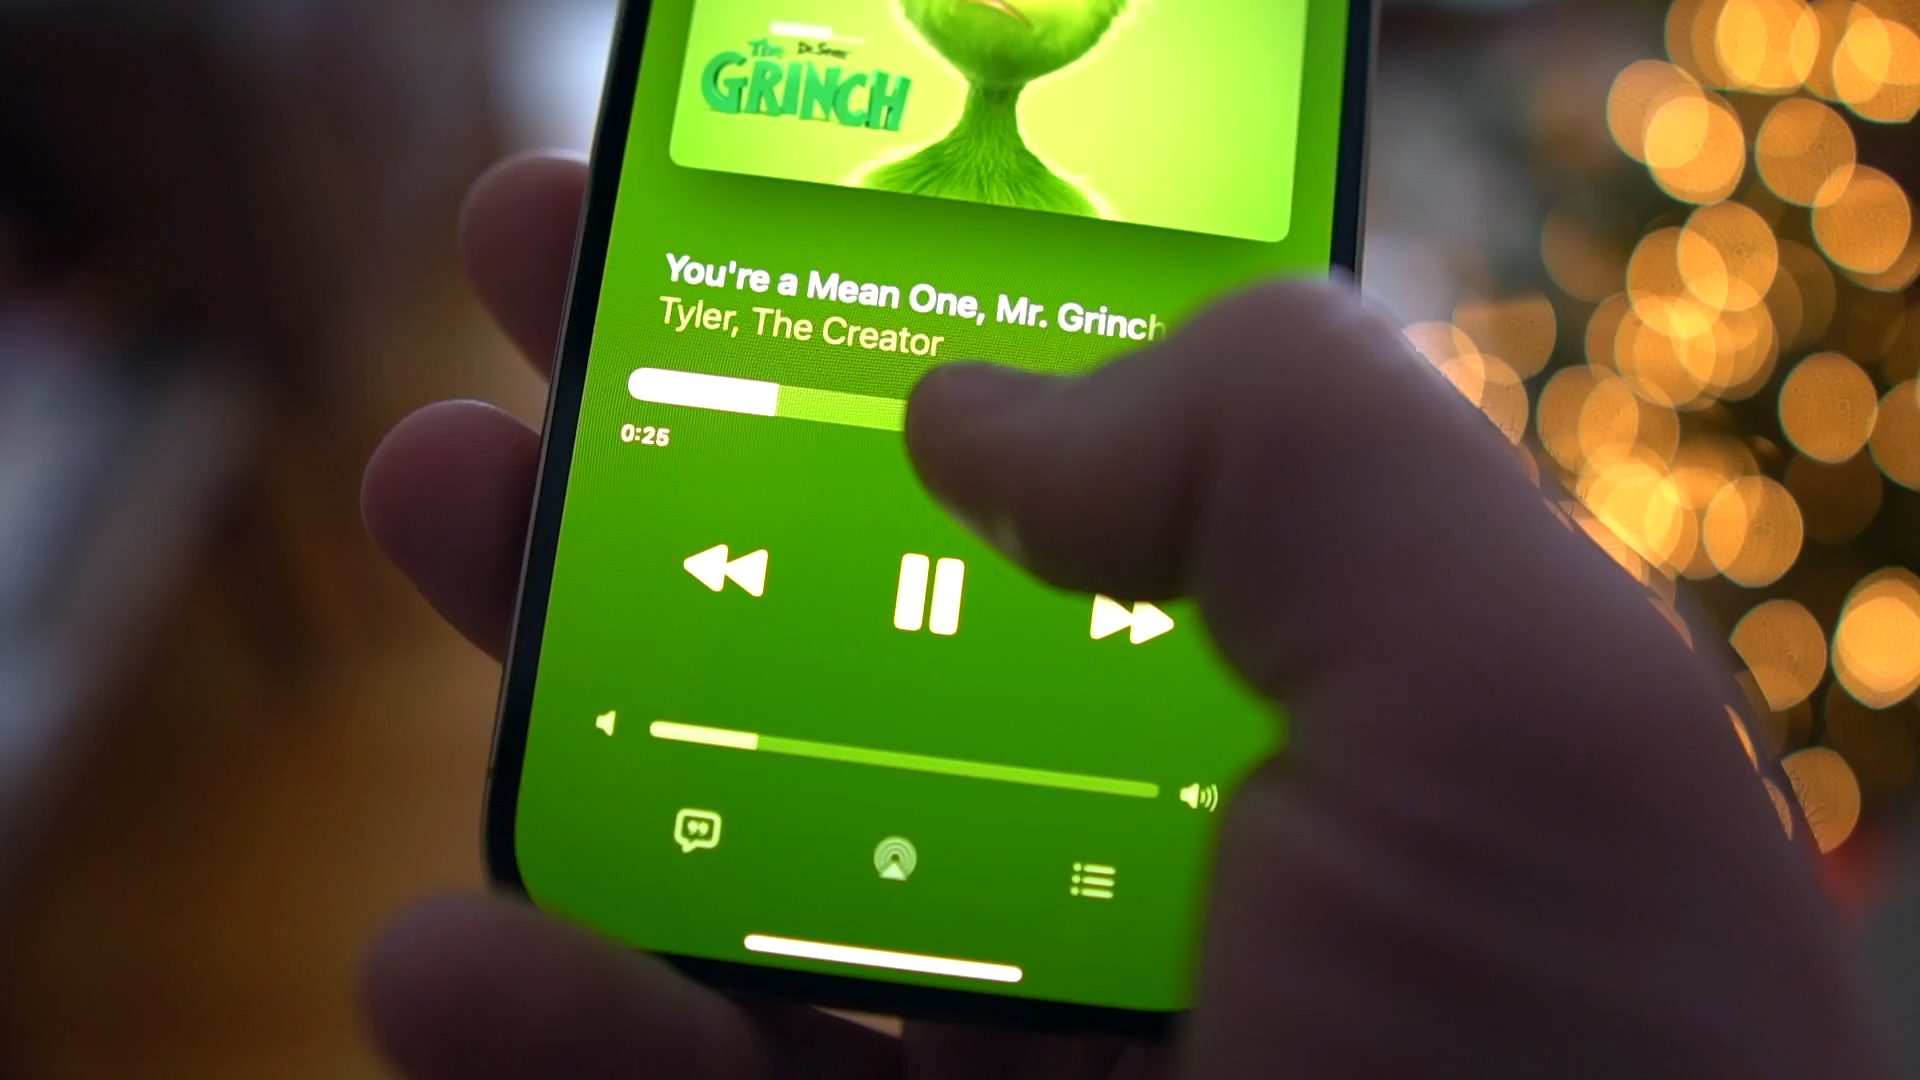 The Dr. Seuss'
GRINCH
You're a Mean One, Mr. Grinch
Tyler, The Creator
0:25